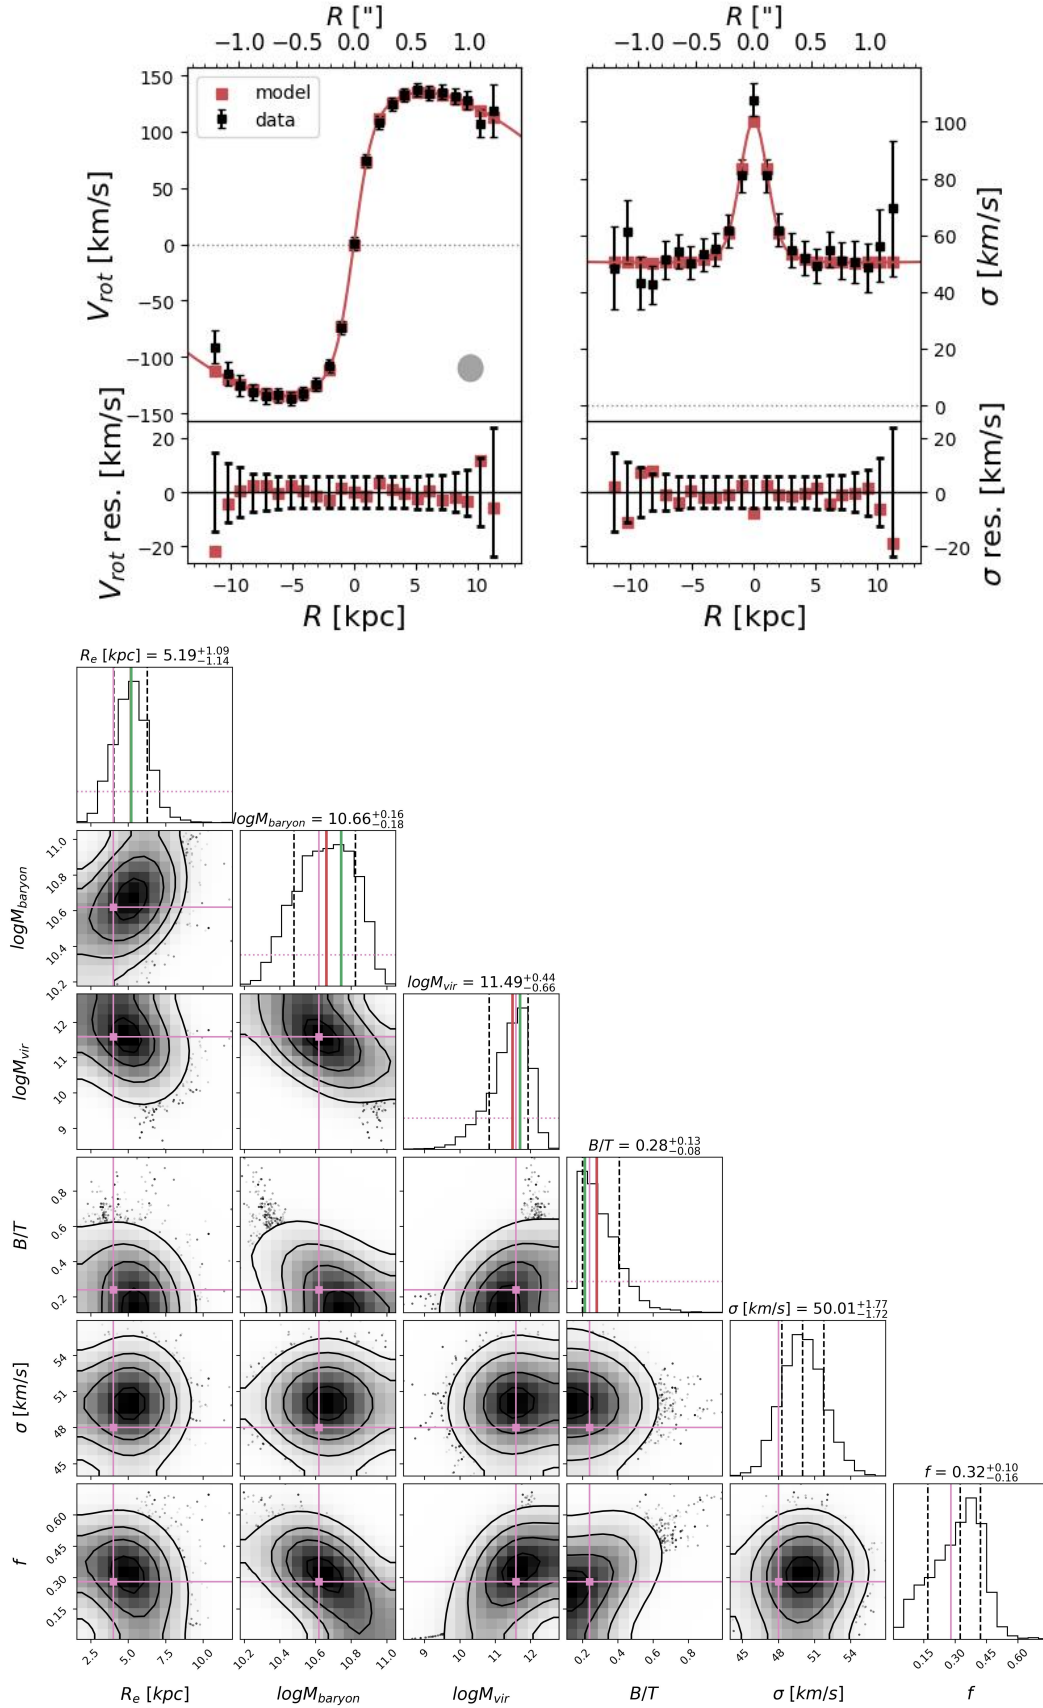 R ["]
R ["]
−1.0 −0.5 0.0 0.5 1.0
−1.0 −0.5 0.0 0.5 1.0
150
100
50
0
−50
−100
−150
V_rot [km/s]
model
data
100
80
60
40
20
0
σ [km/s]
20
0
−20
V_rot res. [km/s]
20
0
−20
σ res. [km/s]
−10 −5 0 5 10
−10 −5 0 5 10
R [kpc]
R [kpc]
R_e [kpc] = 5.19^{+1.09}_{−1.14}
logM_baryon = 10.66^{+0.16}_{−0.18}
11.0
10.8
10.6
10.4
10.2
logM_baryon
logM_vir = 11.49^{+0.44}_{−0.66}
12
11
10
9
logM_vir
B/T = 0.28^{+0.13}_{−0.08}
0.8
0.6
0.4
0.2
B/T
σ [km/s] = 50.01^{+1.77}_{−1.72}
54
51
48
45
σ [km/s]
f = 0.32^{+0.10}_{−0.16}
0.60
0.45
0.30
0.15
f
2.5 5.0 7.5 10.0
10.2 10.4 10.6 10.8 11.0
9 10 11 12
0.2 0.4 0.6 0.8
45 48 51 54
0.15 0.30 0.45 0.60
R_e [kpc]
logM_baryon
logM_vir
B/T
σ [km/s]
f